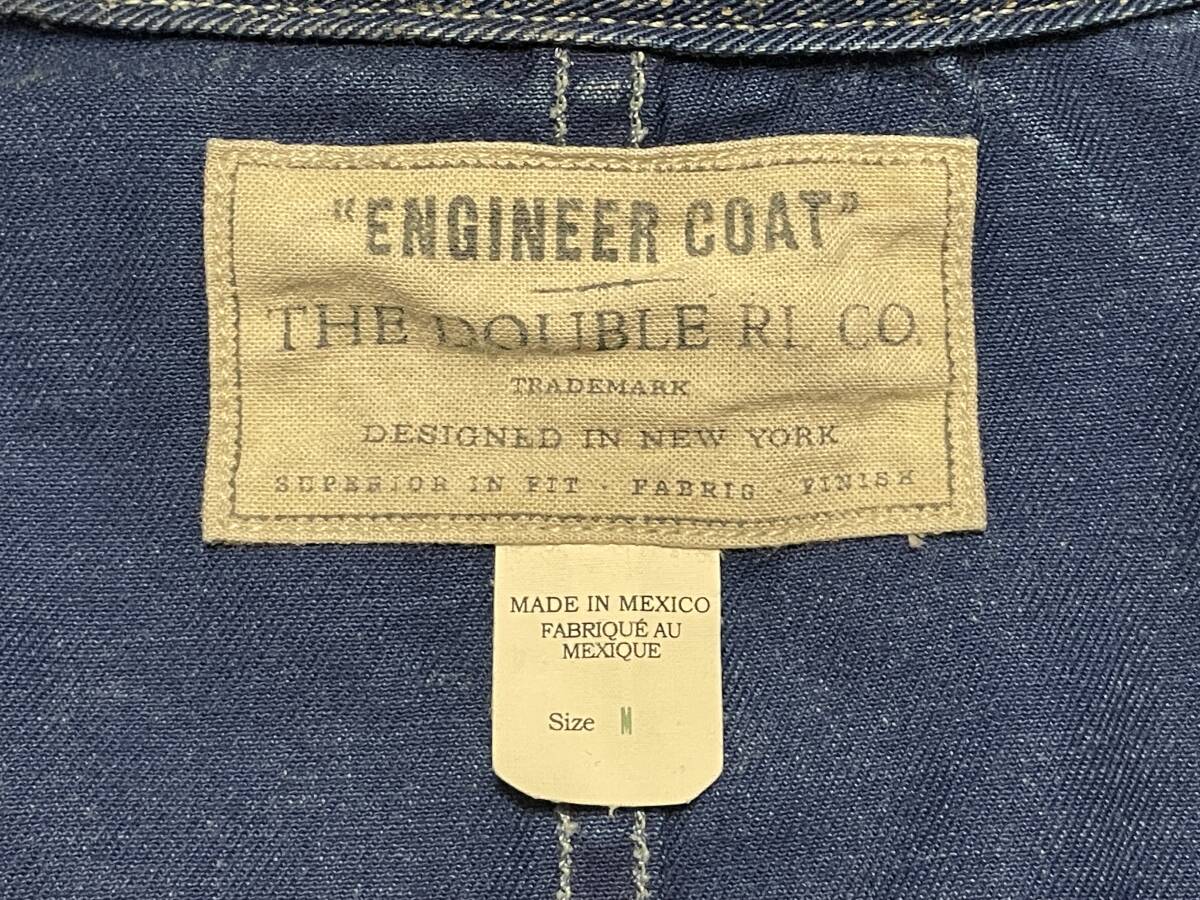 "ENGINEER COAT"
THE DOUBLE RL CO.
TRADEMARK
DESIGNED IN NEW YORK
SUPERIOR IN FIT · FABRIC · FINISH
MADE IN MEXICO
FABRIQUÉ AU
MEXIQUE
Size M